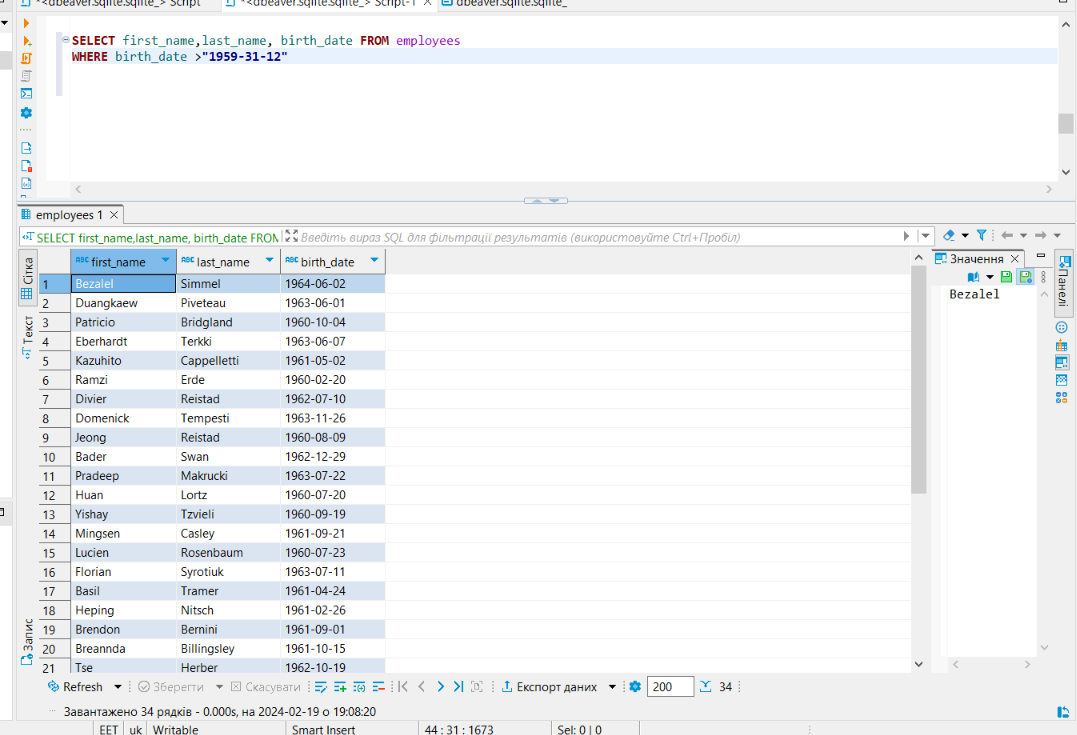 *<dbeaver.sqlite.sqlite_> Script
*<dbeaver.sqlite.sqlite_> Script-1
dbeaver.sqlite.sqlite_
SELECT first_name,last_name, birth_date FROM employees
WHERE birth_date >"1959-31-12"
employees 1
SELECT first_name,last_name, birth_date FROM
Введіть вираз SQL для фільтрації результатів (використовуйте Ctrl+Пробіл)
Сітка
Текст
Запис
ABC first_name ABC last_name ABC birth_date
1 Bezalel Simmel 1964-06-02
2 Duangkaew Piveteau 1963-06-01
3 Patricio Bridgland 1960-10-04
4 Eberhardt Terkki 1963-06-07
5 Kazuhito Cappelletti 1961-05-02
6 Ramzi Erde 1960-02-20
7 Divier Reistad 1962-07-10
8 Domenick Tempesti 1963-11-26
9 Jeong Reistad 1960-08-09
10 Bader Swan 1962-12-29
11 Pradeep Makrucki 1963-07-22
12 Huan Lortz 1960-07-20
13 Yishay Tzvieli 1960-09-19
14 Mingsen Casley 1961-09-21
15 Lucien Rosenbaum 1960-07-23
16 Florian Syrotiuk 1963-07-11
17 Basil Tramer 1961-04-24
18 Heping Nitsch 1961-02-26
19 Brendon Bernini 1961-09-01
20 Breannda Billingsley 1961-10-15
21 Tse Herber 1962-10-19
Значення
Bezalel
Панелі
Refresh Зберегти Скасувати Експорт даних 200 34
Завантажено 34 рядків - 0.000s, на 2024-02-19 о 19:08:20
EET uk Writable Smart Insert 44 : 31 : 1673 Sel: 0 | 0